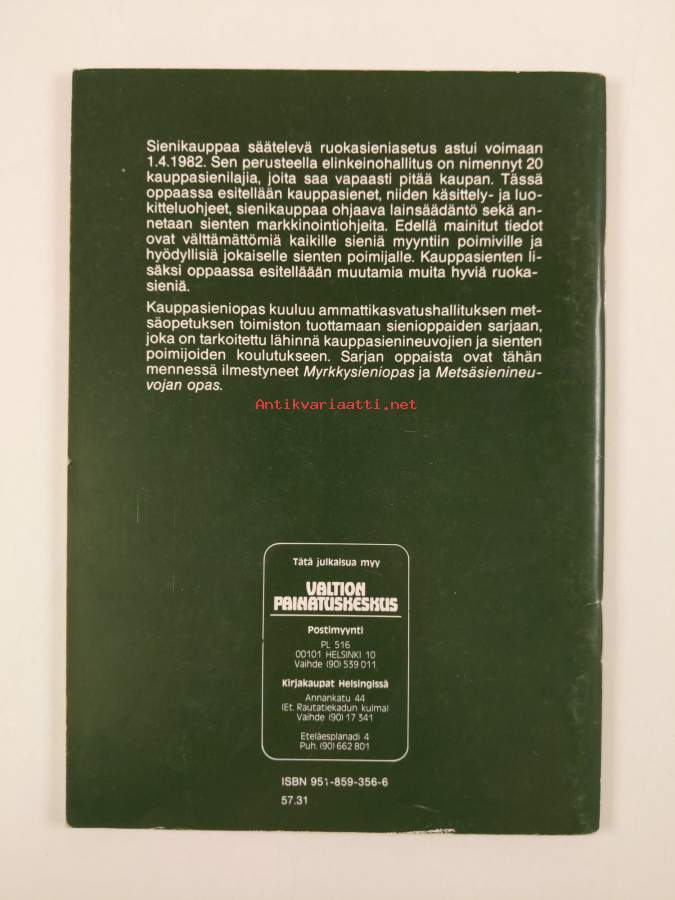 Sienikauppaa säätelevä ruokasieniasetus astui voimaan
1.4.1982. Sen perusteella elinkeinohallitus on nimennyt 20
kauppasienilajia, joita saa vapaasti pitää kaupan. Tässä
oppaassa esitellään kauppasienet, niiden käsittely- ja luo-
kitteluohjeet, sienikauppaa ohjaava lainsäädäntö sekä an-
netaan sienten markkinointiohjeita. Edellä mainitut tiedot
ovat välttämättömiä kaikille sieniä myyntiin poimiville ja
hyödyllisiä jokaiselle sienten poimijalle. Kauppasienten li-
säksi oppaassa esitellääään muutamia muita hyviä ruoka-
sieniä.
Kauppasieniopas kuuluu ammattikasvatushallituksen met-
säopetuksen toimiston tuottamaan sienioppaiden sarjaan,
joka on tarkoitettu lähinnä kauppasienineuvojien ja sienten
poimijoiden koulutukseen. Sarjan oppaista ovat tähän
mennessä ilmestyneet Myrkkysieniopas ja Metsäsienineu-
vojan opas.
Antikvariaatti.net
Tätä julkaisua myy
VALTION
PAINATUSKESKUS
Postimyynti
PL 516
00101 HELSINKI 10
Vaihde (90) 539 011
Kirjakaupat Helsingissä
Annankatu 44
(Et. Rautatiekadun kulma)
Vaihde (90) 17 341
Eteläesplanadi 4
Puh. (90) 662 801
ISBN 951-859-356-6
57.31